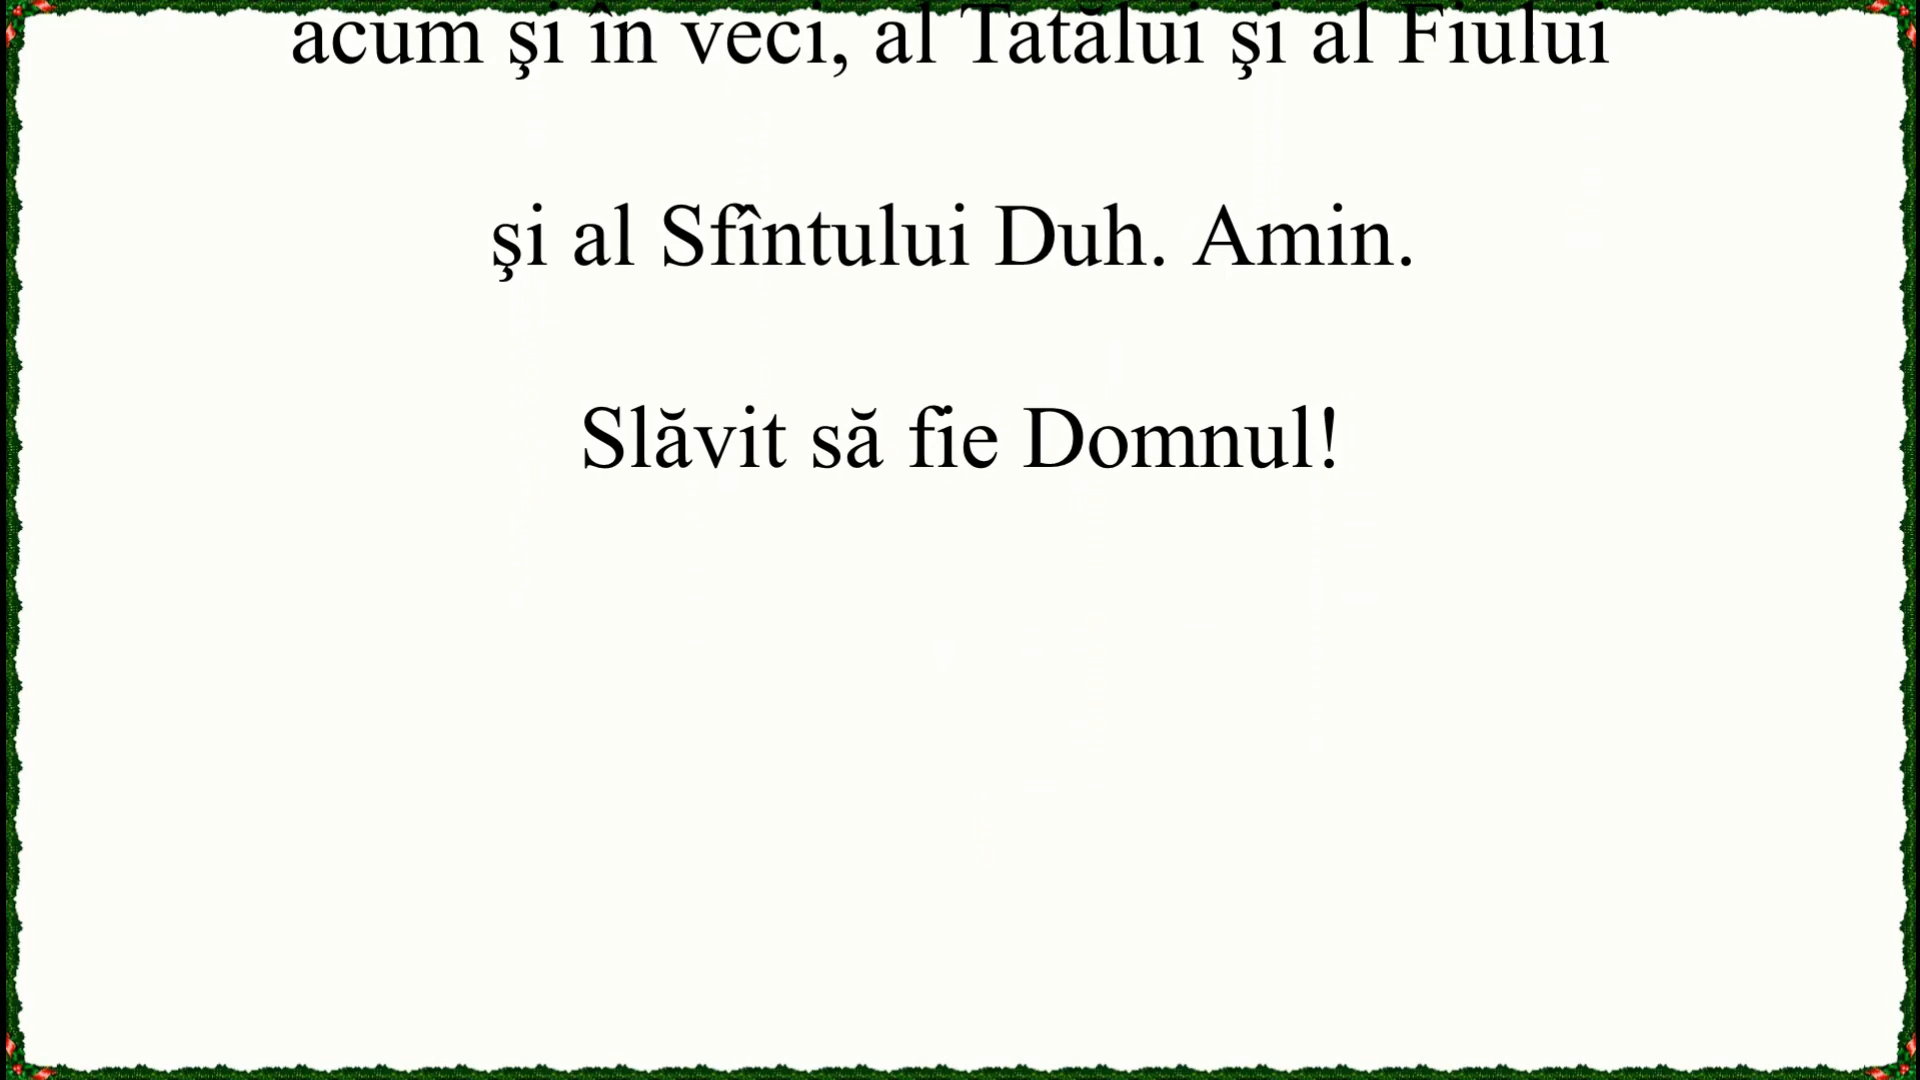 acum şi în veci, al Tatălui şi al Fiului
şi al Sfîntului Duh. Amin.
Slăvit să fie Domnul!